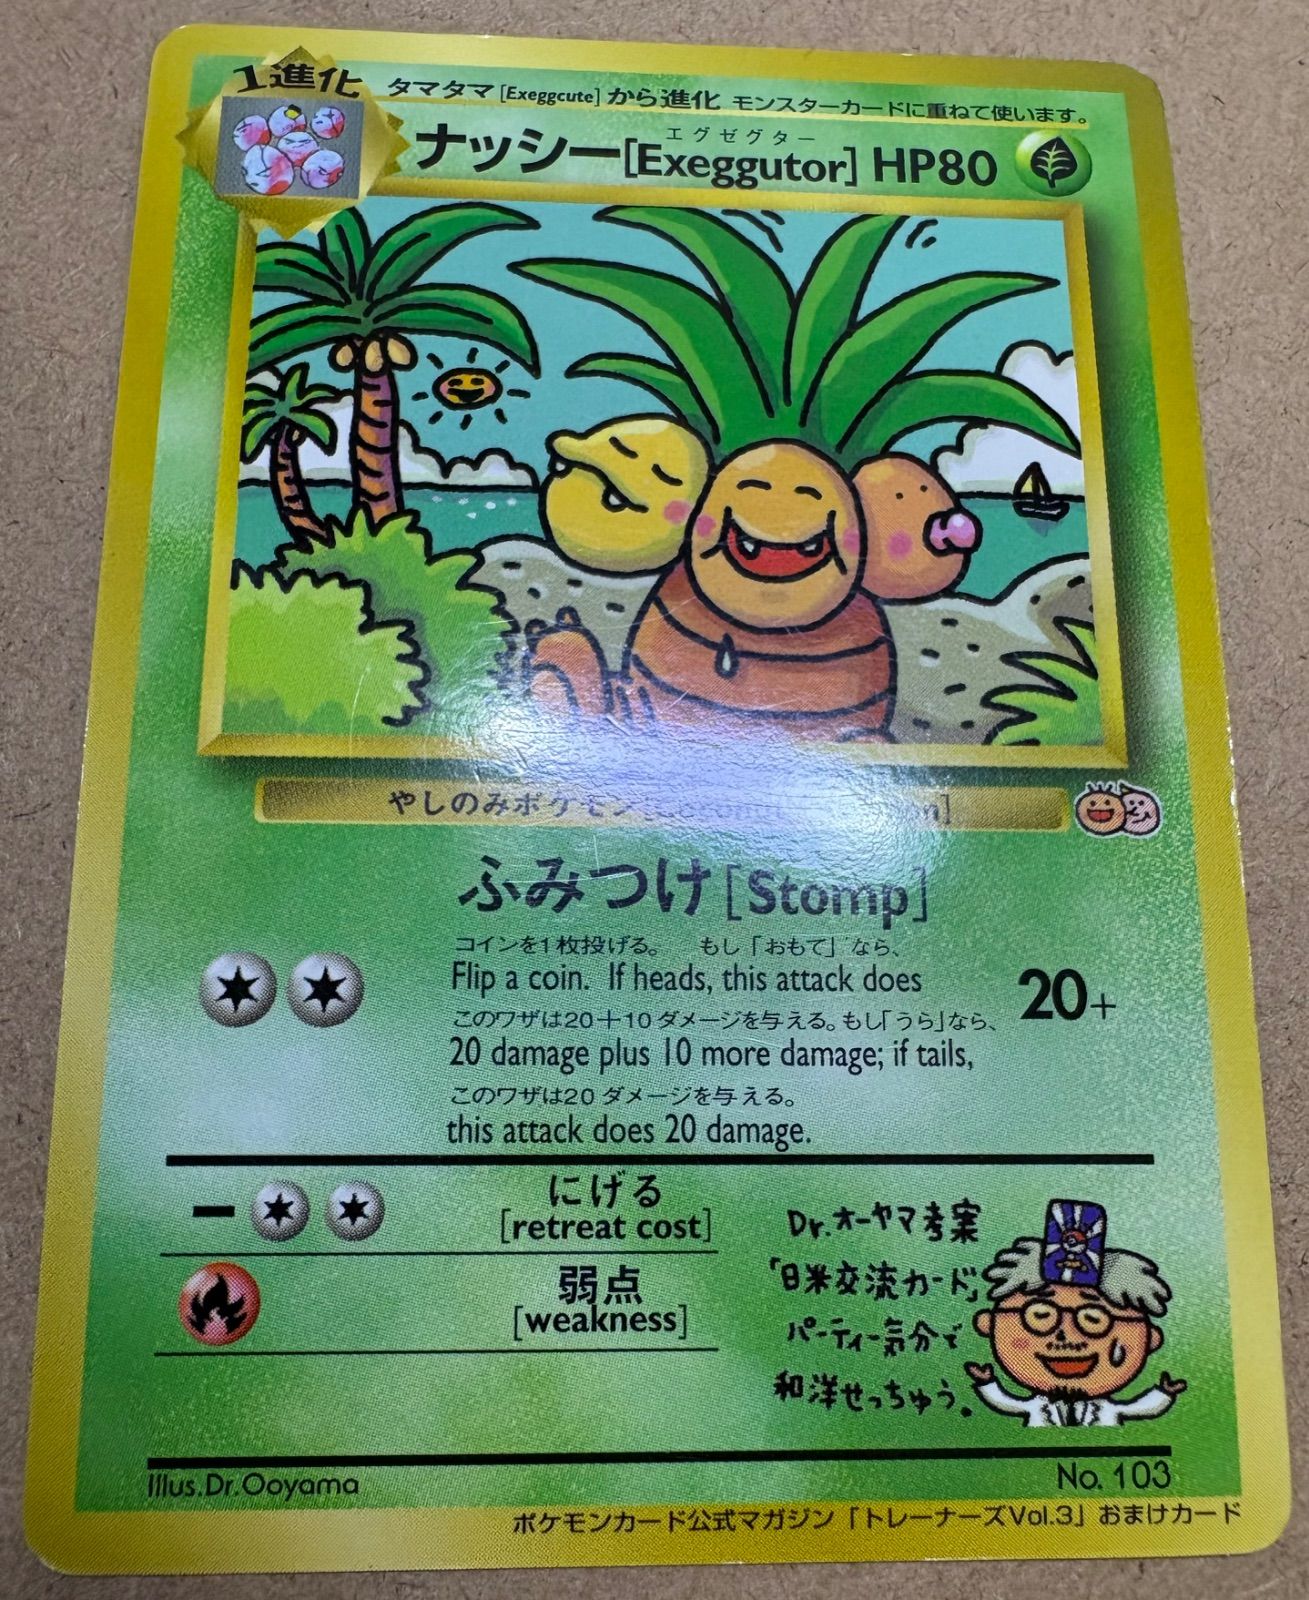 1進化
タマタマ [Exeggcute] から進化 モンスターカードに重ねて使います。
エグゼグター
ナッシー[Exeggutor] HP80
やしのみポケモン
ふみつけ[Stomp]
コインを1枚投げる。 もし「おもて」なら、
Flip a coin. If heads, this attack does
20+
このワザは20+10ダメージを与える。もし「うら」なら、
20 damage plus 10 more damage; if tails,
このワザは20ダメージを与える。
this attack does 20 damage.
にげる
[retreat cost]
弱点
[weakness]
Dr.オーヤマ考案
「日米交流カード」
パーティー気分で
和洋せっちゅう。
Illus.Dr.Ooyama
No. 103
ポケモンカード公式マガジン「トレーナーズVol.3」おまけカード